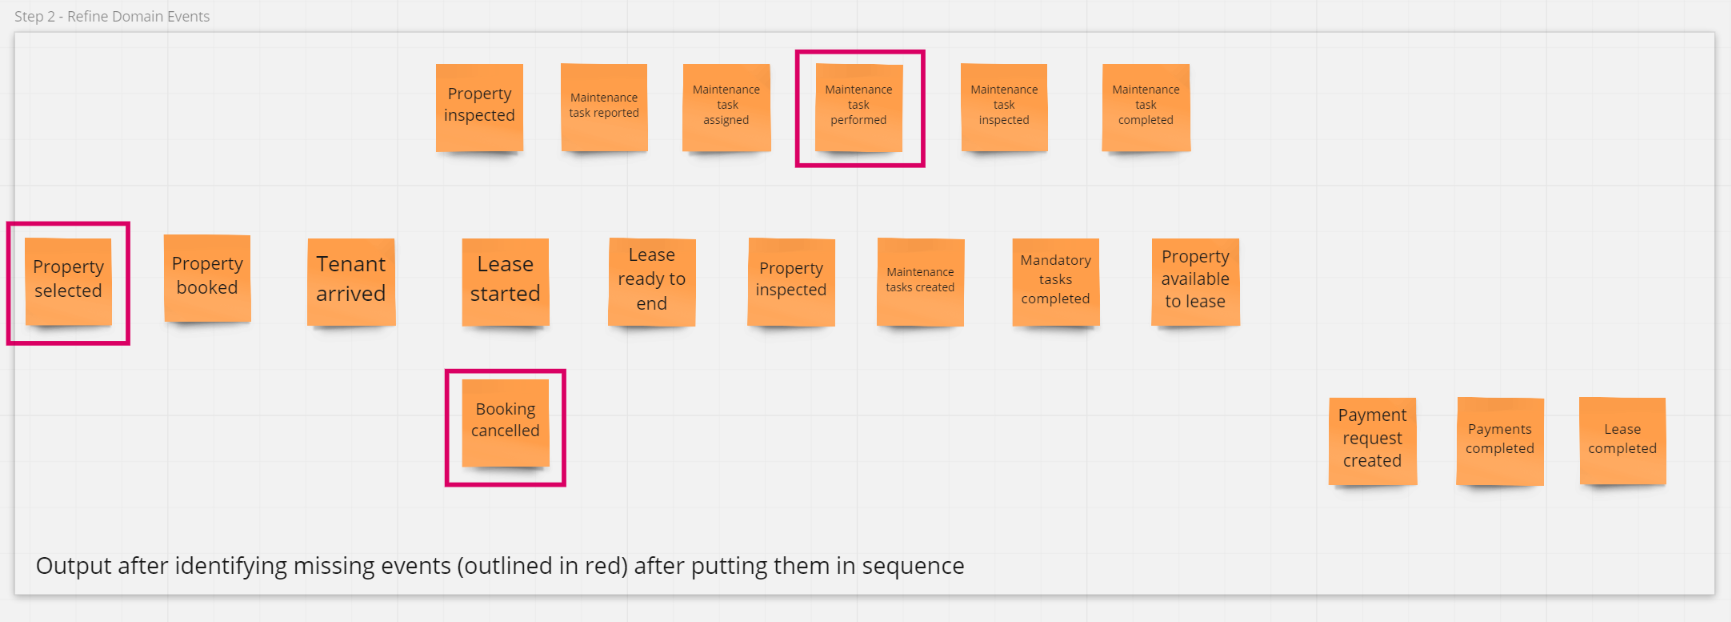 Step 2 - Refine Domain Events
Property
inspected
Maintenance
task reported
Maintenance
task
assigned
Maintenance
task
performed
Maintenance
task
inspected
Maintenance
task
completed
Property
selected
Property
booked
Tenant
arrived
Lease
started
Lease
ready to
end
Property
inspected
Maintenance
tasks created
Mandatory
tasks
completed
Property
available
to lease
Booking
cancelled
Payment
request
created
Payments
completed
Lease
completed
Output after identifying missing events (outlined in red) after putting them in sequence